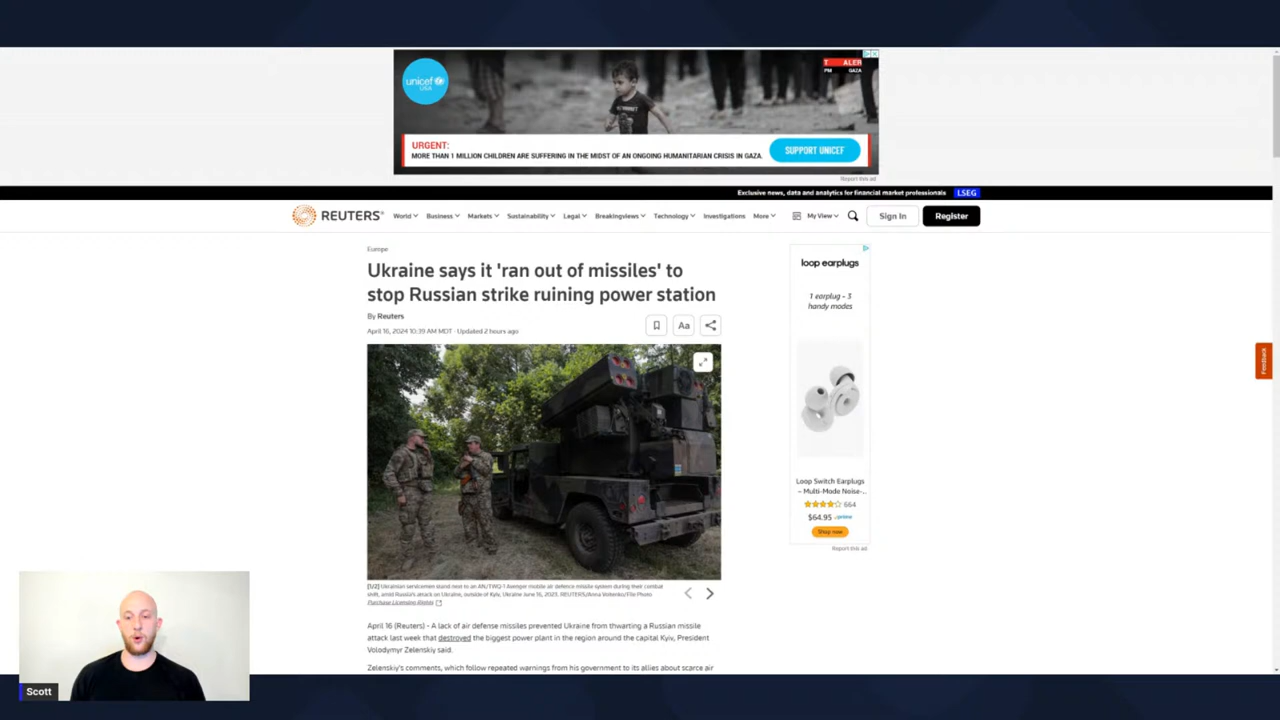 unicef
USA
T ALER
PM GAZA
URGENT:
MORE THAN 1 MILLION CHILDREN ARE SUFFERING IN THE MIDST OF AN ONGOING HUMANITARIAN CRISIS IN GAZA.
SUPPORT UNICEF
Report this ad
Exclusive news, data and analytics for financial market professionals LSEG
REUTERS World Business Markets Sustainability Legal Breakingviews Technology Investigations More My View Sign In Register
Europe
Ukraine says it 'ran out of missiles' to
stop Russian strike ruining power station
By Reuters
April 16, 2024 10:39 AM MDT · Updated 2 hours ago
Aa
[1/2] Ukrainian servicemen stand next to an AN/TWQ-1 Avenger mobile air defence missile system during their combat
shift, amid Russia's attack on Ukraine, outside of Kyiv, Ukraine June 16, 2023. REUTERS/Anna Voitenko/File Photo
Purchase Licensing Rights
April 16 (Reuters) - A lack of air defense missiles prevented Ukraine from thwarting a Russian missile
attack last week that destroyed the biggest power plant in the region around the capital Kyiv, President
Volodymyr Zelenskiy said.
Zelenskiy's comments, which follow repeated warnings from his government to its allies about scarce air
loop earplugs
1 earplug - 3
handy modes
Loop Switch Earplugs
– Multi-Mode Noise-...
664
$64.95 prime
Shop now
Report this ad
Feedback
Scott